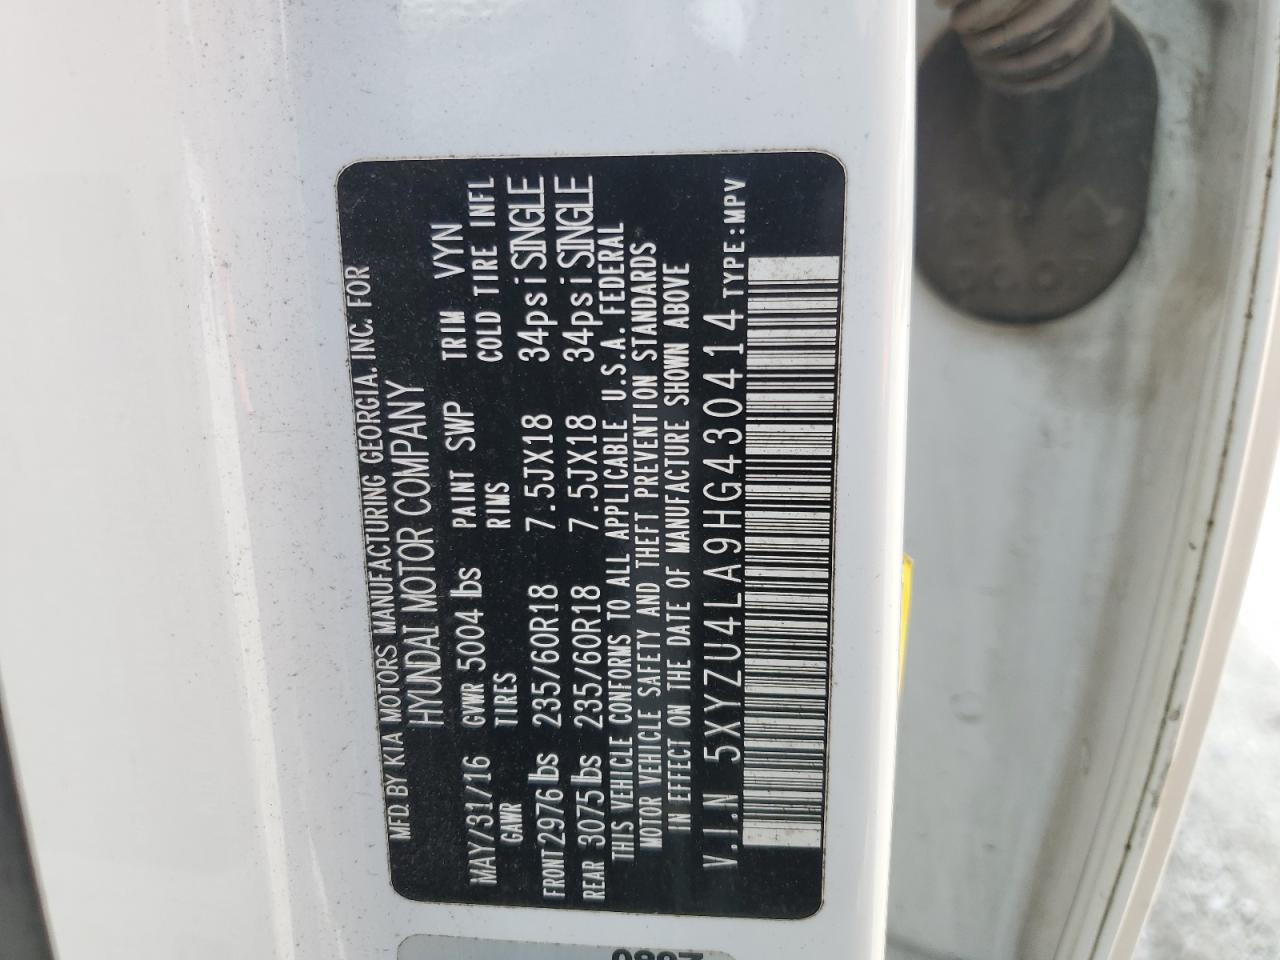 MFD. BY KIA MOTORS MANUFACTURING GEORGIA, INC. FOR
HYUNDAI MOTOR COMPANY
MAY/31/16 GVWR 5004 lbs PAINT SWP TRIM VYN
GAWR TIRES RIMS COLD TIRE INFL
FRONT 2976 lbs 235/60R18 7.5JX18 34psi SINGLE
REAR 3075 lbs 235/60R18 7.5JX18 34psi SINGLE
THIS VEHICLE CONFORMS TO ALL APPLICABLE U.S.A. FEDERAL
MOTOR VEHICLE SAFETY AND THEFT PREVENTION STANDARDS
IN EFFECT ON THE DATE OF MANUFACTURE SHOWN ABOVE
V.I.N 5XYZU4LA9HG430414 TYPE:MPV